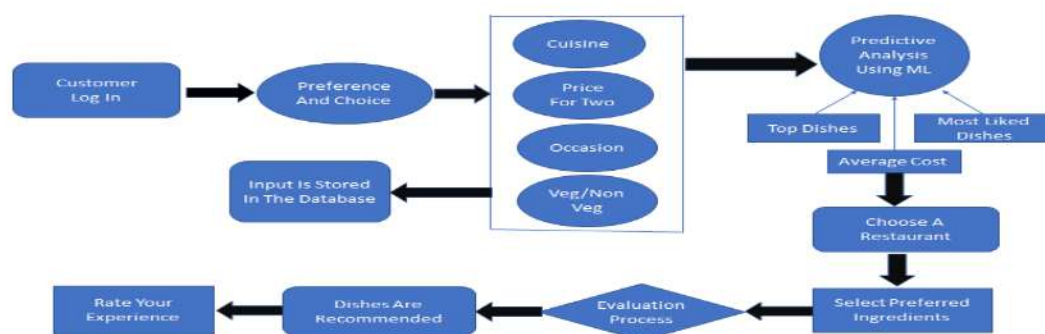 Customer
Log In
Preference
And Choice
Cuisine
Price
For Two
Occasion
Veg/Non
Veg
Input Is Stored
In The Database
Predictive
Analysis
Using ML
Top Dishes
Most Liked
Dishes
Average Cost
Choose A
Restaurant
Select Preferred
Ingredients
Evaluation
Process
Dishes Are
Recommended
Rate Your
Experience